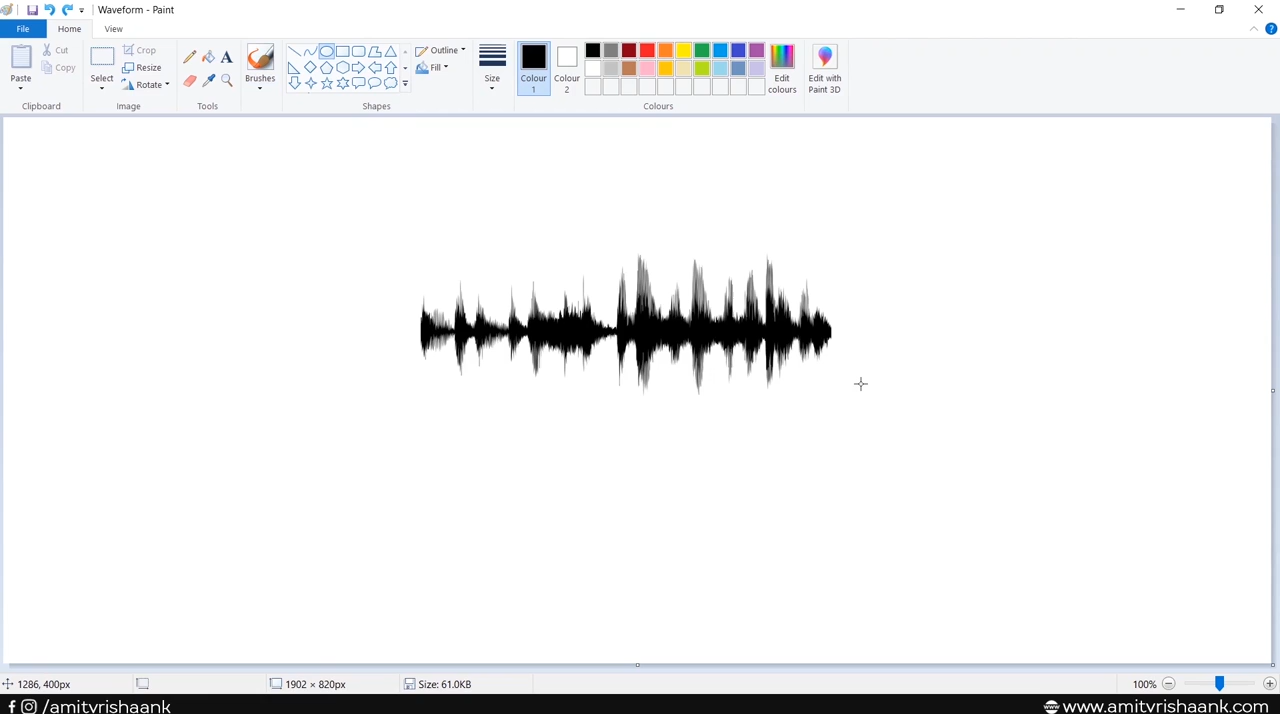 Waveform - Paint
File Home View
Paste
Cut
Copy
Clipboard
Select
Crop
Resize
Rotate
Image
Tools
Brushes
Outline
Fill
Shapes
Size
Colour 1
Colour 2
Edit colours
Colours
Edit with Paint 3D
1286, 400px
1902 × 820px
Size: 61.0KB
100%
/amitvrishaank
www.amitvrishaank.com